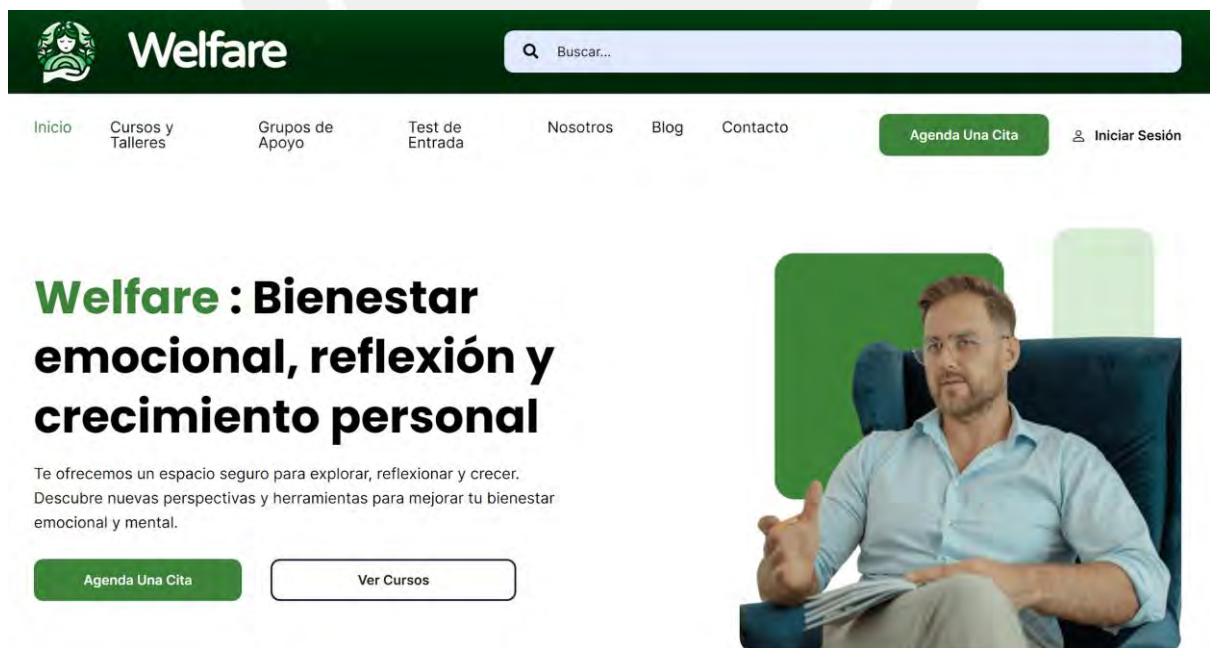 Welfare
Buscar...
Inicio
Cursos y
Talleres
Grupos de
Apoyo
Test de
Entrada
Nosotros
Blog
Contacto
Agenda Una Cita
Iniciar Sesión
Welfare : Bienestar
emocional, reflexión y
crecimiento personal
Te ofrecemos un espacio seguro para explorar, reflexionar y crecer.
Descubre nuevas perspectivas y herramientas para mejorar tu bienestar
emocional y mental.
Agenda Una Cita
Ver Cursos